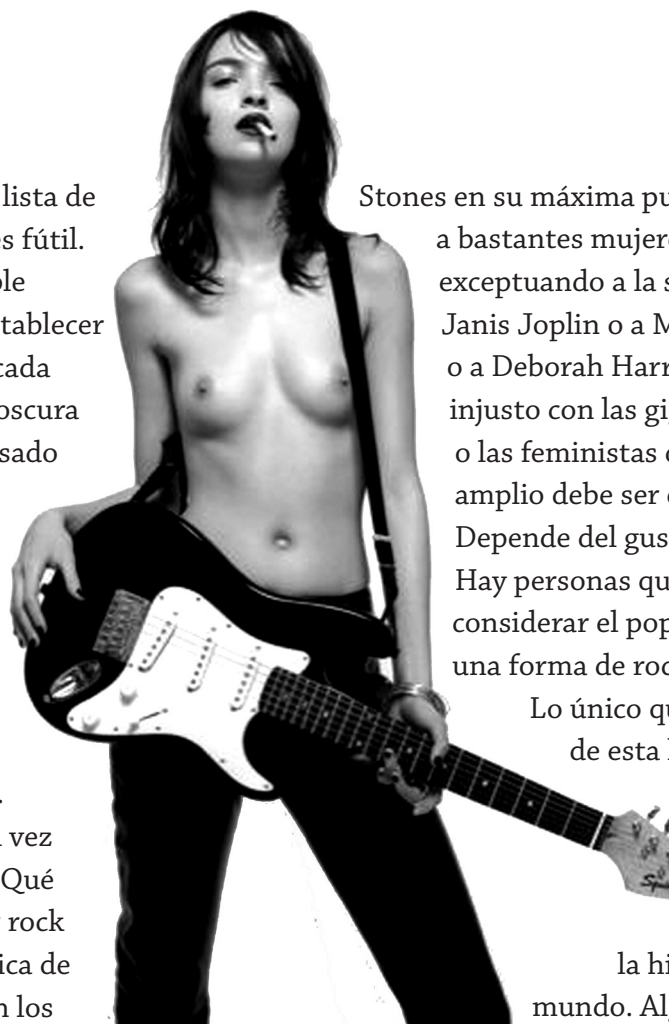 lista de
s fútil.
ble
tablecer
cada
oscura
sado
.
vez
Qué
rock
ica de
n los
Stones en su máxima pu
a bastantes mujer
exceptuando a la s
Janis Joplin o a M
o a Deborah Harr
injusto con las gi
o las feministas
amplio debe ser
Depende del gus
Hay personas qu
considerar el pop
una forma de roc
Lo único qu
de esta
la hi
mundo. Al